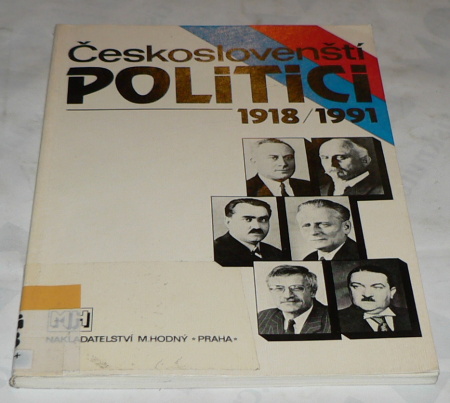 Českoslovenští
POLITICI
1918/1991
MH
NAKLADATELSTVÍ M.HODNÝ • PRAHA •